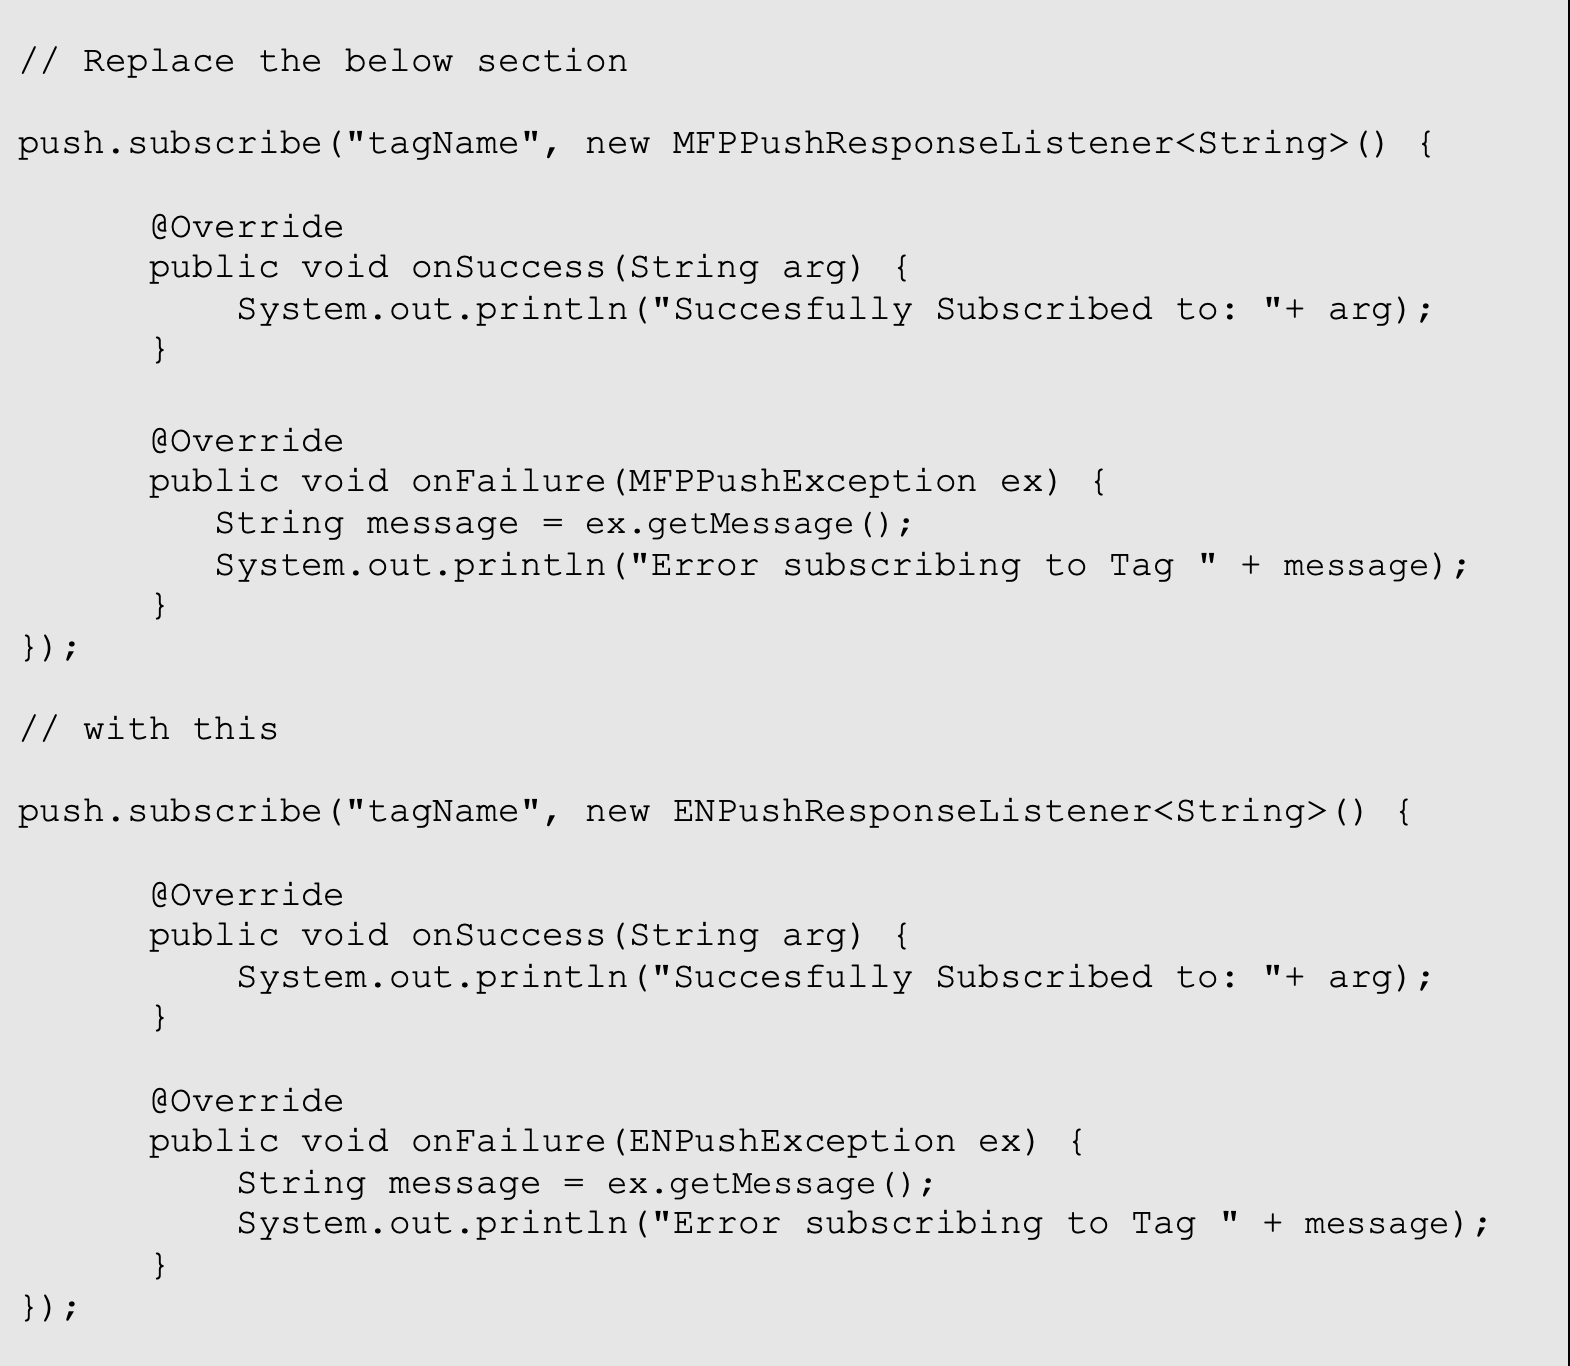 // Replace the below section
push.subscribe("tagName", new MFPPushResponseListener<String>() {
@Override
public void onSuccess(String arg) {
System.out.println("Succesfully Subscribed to: "+ arg);
}
@Override
public void onFailure(MFPPushException ex) {
String message = ex.getMessage();
System.out.println("Error subscribing to Tag " + message);
}
});
// with this
push.subscribe("tagName", new ENPushResponseListener<String>() {
@Override
public void onSuccess(String arg) {
System.out.println("Succesfully Subscribed to: "+ arg);
}
@Override
public void onFailure(ENPushException ex) {
String message = ex.getMessage();
System.out.println("Error subscribing to Tag " + message);
}
});